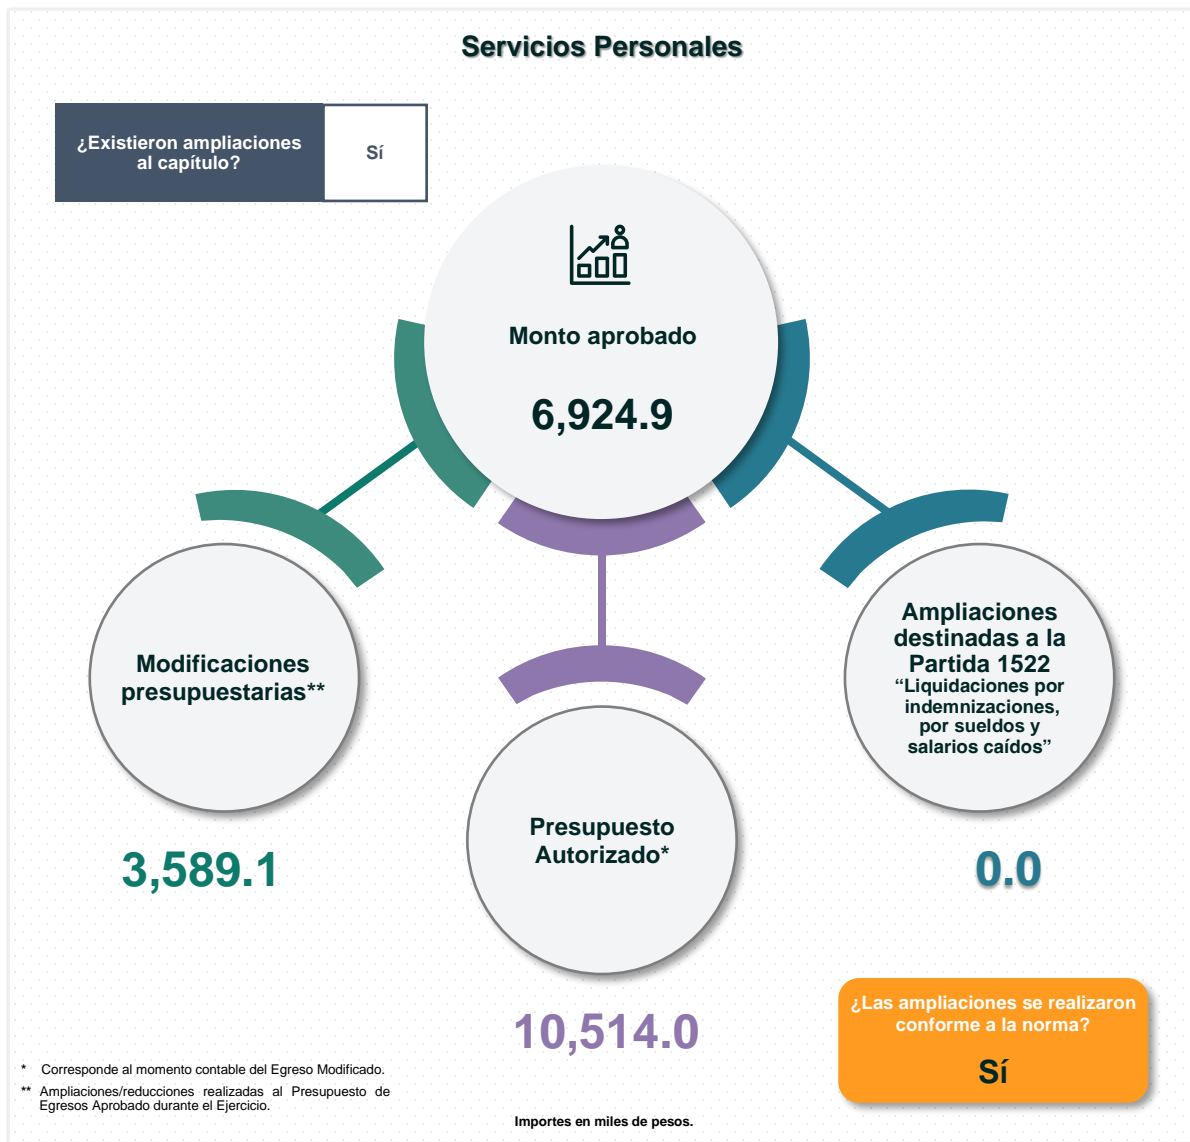 Servicios Personales
¿Existieron ampliaciones
al capítulo?
Sí
Monto aprobado
6,924.9
Modificaciones
presupuestarias**
3,589.1
Presupuesto
Autorizado*
10,514.0
Ampliaciones
destinadas a la
Partida 1522
“Liquidaciones por
indemnizaciones,
por sueldos y
salarios caídos”
0.0
¿Las ampliaciones se realizaron
conforme a la norma?
Sí
* Corresponde al momento contable del Egreso Modificado.
** Ampliaciones/reducciones realizadas al Presupuesto de
Egresos Aprobado durante el Ejercicio.
Importes en miles de pesos.